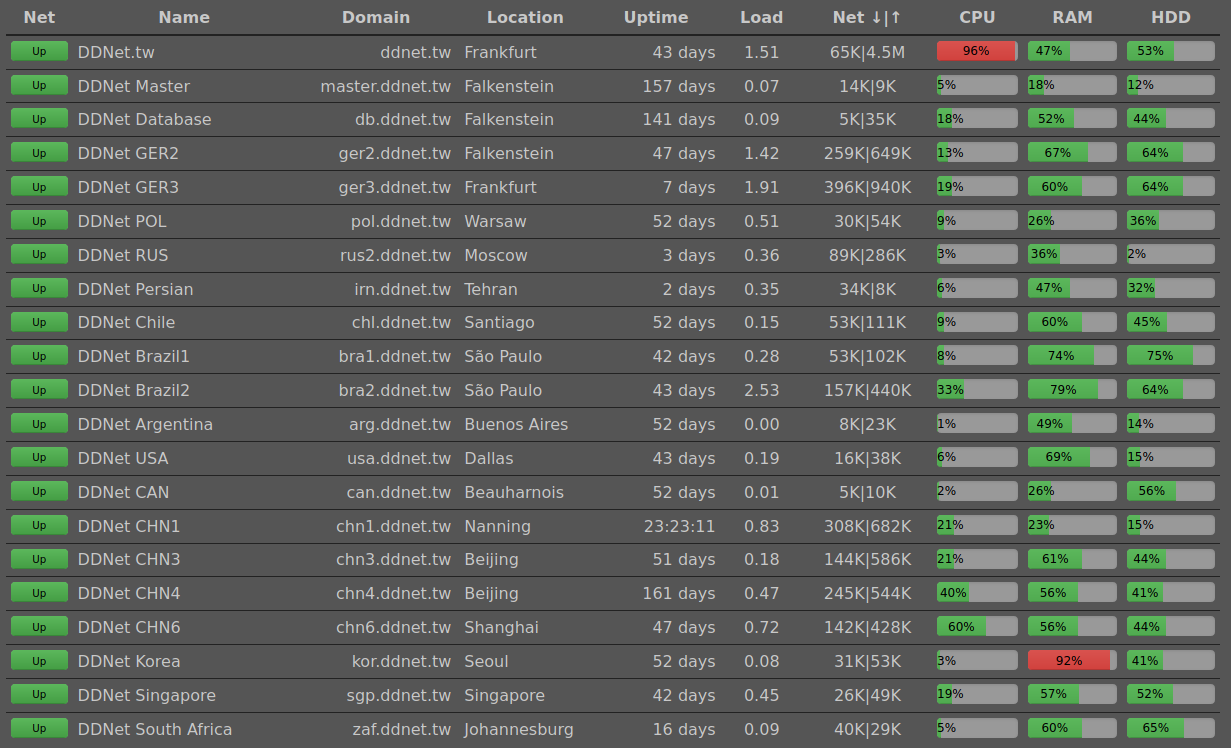 Net Name Domain Location Uptime Load Net ↓|↑ CPU RAM HDD
Up DDNet.tw ddnet.tw Frankfurt 43 days 1.51 65K|4.5M 96% 47% 53%
Up DDNet Master master.ddnet.tw Falkenstein 157 days 0.07 14K|9K 5% 18% 12%
Up DDNet Database db.ddnet.tw Falkenstein 141 days 0.09 5K|35K 18% 52% 44%
Up DDNet GER2 ger2.ddnet.tw Falkenstein 47 days 1.42 259K|649K 13% 67% 64%
Up DDNet GER3 ger3.ddnet.tw Frankfurt 7 days 1.91 396K|940K 19% 60% 64%
Up DDNet POL pol.ddnet.tw Warsaw 52 days 0.51 30K|54K 9% 26% 36%
Up DDNet RUS rus2.ddnet.tw Moscow 3 days 0.36 89K|286K 3% 36% 2%
Up DDNet Persian irn.ddnet.tw Tehran 2 days 0.35 34K|8K 6% 47% 32%
Up DDNet Chile chl.ddnet.tw Santiago 52 days 0.15 53K|111K 9% 60% 45%
Up DDNet Brazil1 bra1.ddnet.tw São Paulo 42 days 0.28 53K|102K 8% 74% 75%
Up DDNet Brazil2 bra2.ddnet.tw São Paulo 43 days 2.53 157K|440K 33% 79% 64%
Up DDNet Argentina arg.ddnet.tw Buenos Aires 52 days 0.00 8K|23K 1% 49% 14%
Up DDNet USA usa.ddnet.tw Dallas 43 days 0.19 16K|38K 6% 69% 15%
Up DDNet CAN can.ddnet.tw Beauharnois 52 days 0.01 5K|10K 2% 26% 56%
Up DDNet CHN1 chn1.ddnet.tw Nanning 23:23:11 0.83 308K|682K 21% 23% 15%
Up DDNet CHN3 chn3.ddnet.tw Beijing 51 days 0.18 144K|586K 21% 61% 44%
Up DDNet CHN4 chn4.ddnet.tw Beijing 161 days 0.47 245K|544K 40% 56% 41%
Up DDNet CHN6 chn6.ddnet.tw Shanghai 47 days 0.72 142K|428K 60% 56% 44%
Up DDNet Korea kor.ddnet.tw Seoul 52 days 0.08 31K|53K 3% 92% 41%
Up DDNet Singapore sgp.ddnet.tw Singapore 42 days 0.45 26K|49K 19% 57% 52%
Up DDNet South Africa zaf.ddnet.tw Johannesburg 16 days 0.09 40K|29K 5% 60% 65%